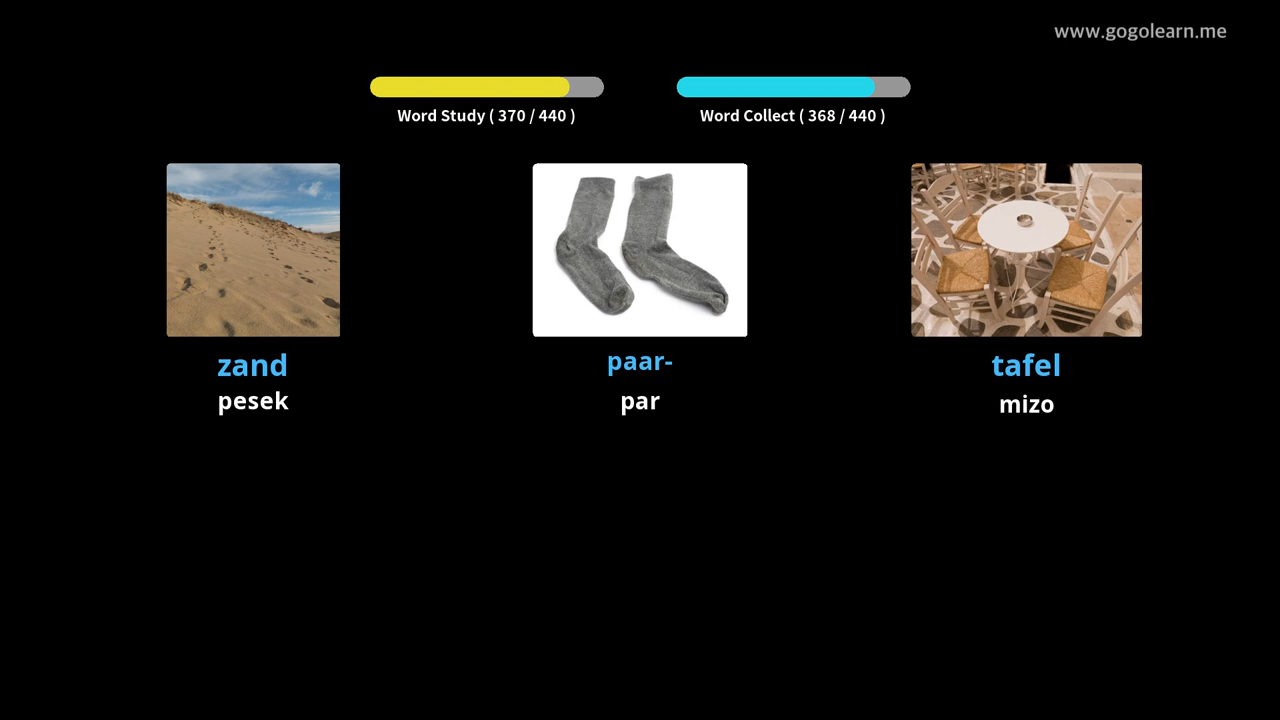 www.gogolearn.me
Word Study ( 370 / 440 )
Word Collect ( 368 / 440 )
zand
pesek
paar-
par
tafel
mizo